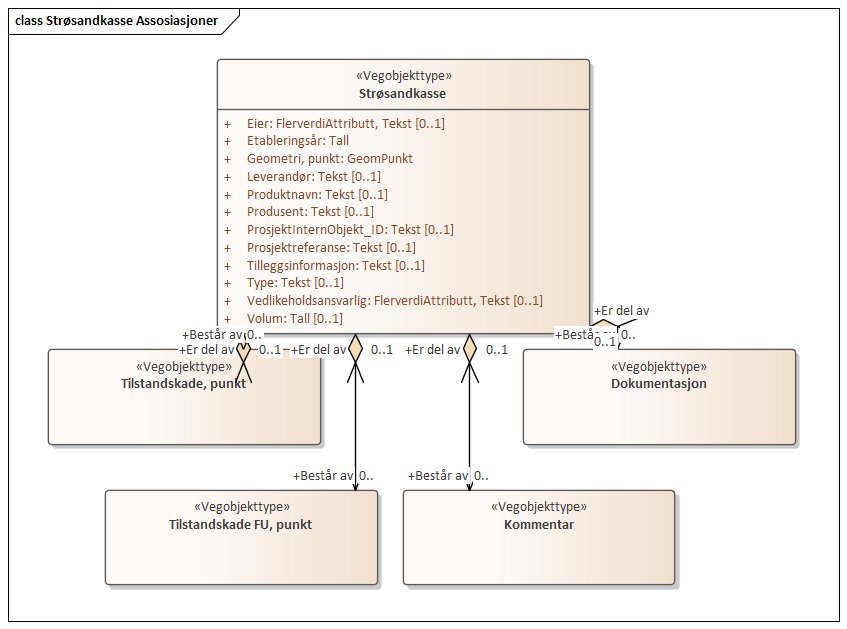 class Strøsandkasse Assosiasjoner
«Vegobjekttype»
Strøsandkasse
+ Eier: FlerverdiAttributt, Tekst [0..1]
+ Etableringsår: Tall
+ Geometri, punkt: GeomPunkt
+ Leverandør: Tekst [0..1]
+ Produktnavn: Tekst [0..1]
+ Produsent: Tekst [0..1]
+ ProsjektInternObjekt_ID: Tekst [0..1]
+ Prosjektreferanse: Tekst [0..1]
+ Tilleggsinformasjon: Tekst [0..1]
+ Type: Tekst [0..1]
+ Vedlikeholdsansvarlig: FlerverdiAttributt, Tekst [0..1]
+ Volum: Tall [0..1]
+Er del av
+Består av 0..
+Består 0..
0..1
+Er del av 0..1
+Er del av 0..1
+Er del av 0..1
«Vegobjekttype»
Tilstandskade, punkt
«Vegobjekttype»
Dokumentasjon
+Består av 0..
+Består av 0..
«Vegobjekttype»
Tilstandskade FU, punkt
«Vegobjekttype»
Kommentar